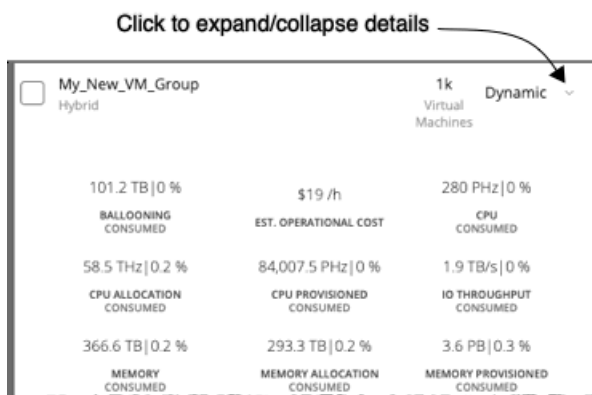 Click to expand/collapse details
My_New_VM_Group
Hybrid
1k
Virtual
Machines
Dynamic
101.2 TB|0 %
BALLOONING
CONSUMED
$19 /h
EST. OPERATIONAL COST
280 PHz|0 %
CPU
CONSUMED
58.5 THz|0.2 %
CPU ALLOCATION
CONSUMED
84,007.5 PHz|0 %
CPU PROVISIONED
CONSUMED
1.9 TB/s|0 %
IO THROUGHPUT
CONSUMED
366.6 TB|0.2 %
MEMORY
CONSUMED
293.3 TB|0.2 %
MEMORY ALLOCATION
CONSUMED
3.6 PB|0.3 %
MEMORY PROVISIONED
CONSUMED